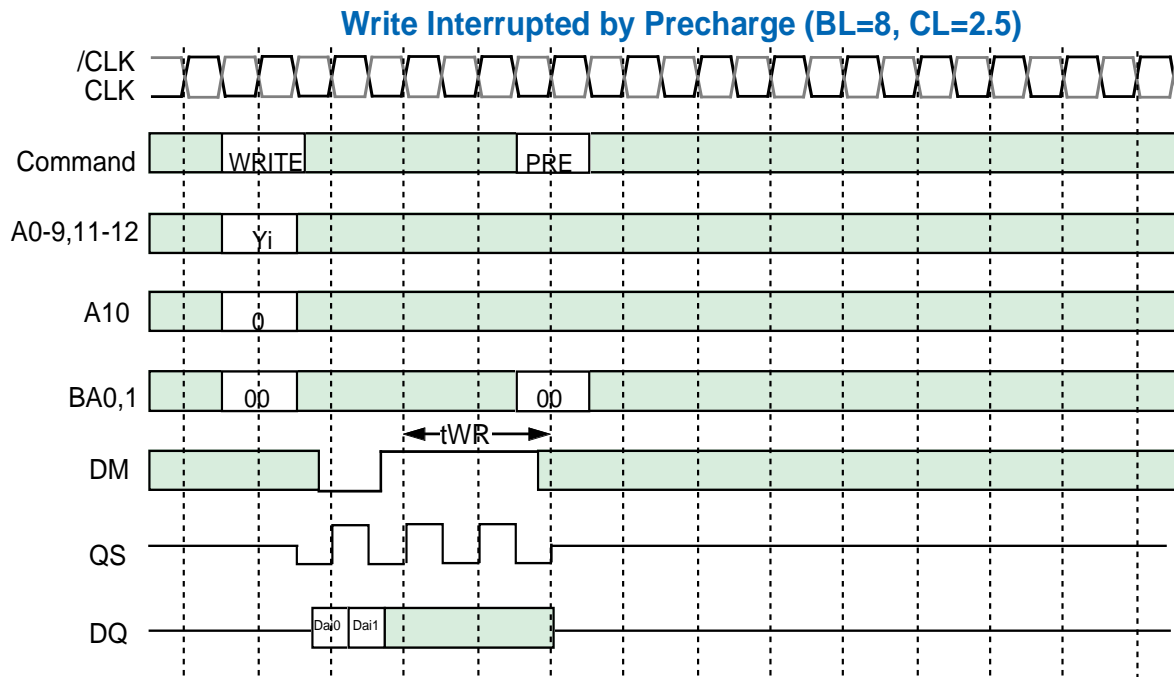 Write Interrupted by Precharge (BL=8, CL=2.5)
/CLK
CLK
Command WRITE PRE
A0-9,11-12 Yi
A10 0
BA0,1 00 00
tWR
DM
QS
DQ Dai0 Dai1